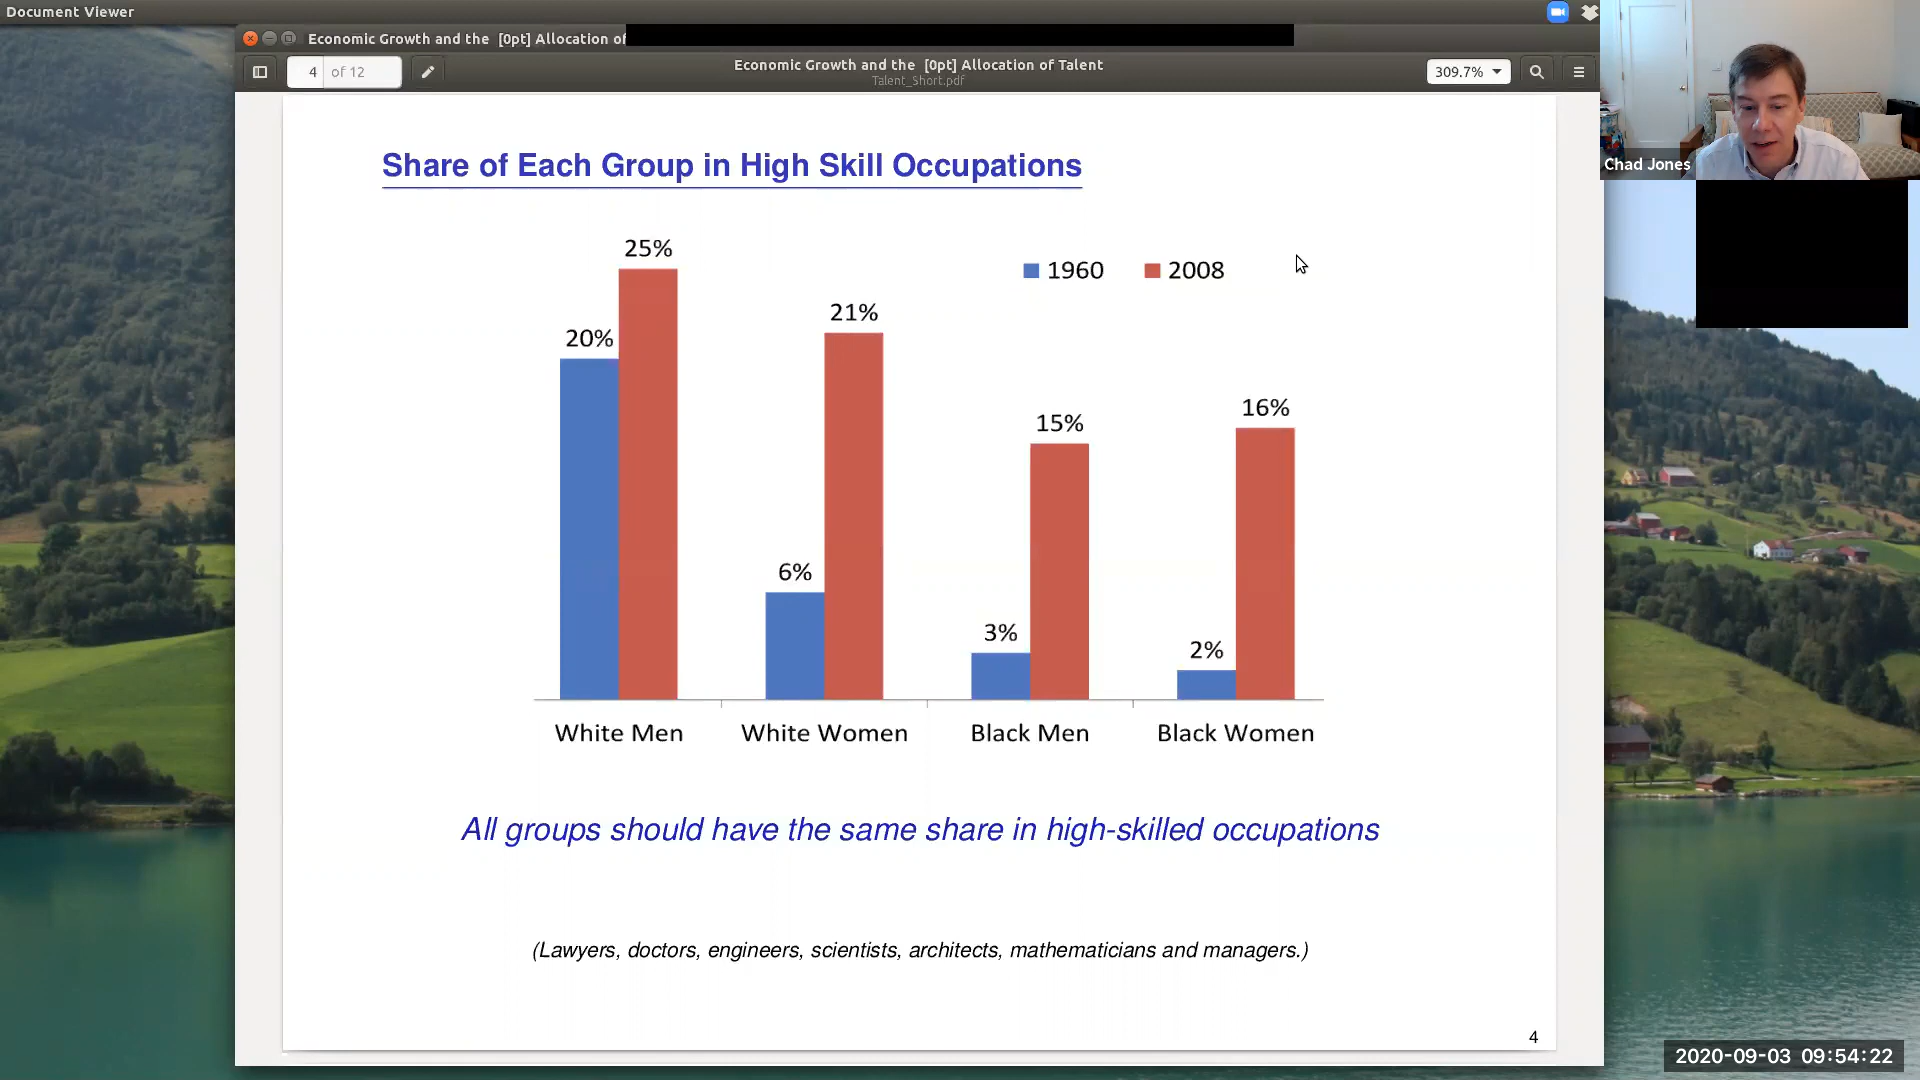 Document Viewer
Economic Growth and the [0pt] Allocation of
4 of 12
Economic Growth and the [0pt] Allocation of Talent
Talent_Short.pdf
309.7%
Chad Jones
Share of Each Group in High Skill Occupations
1960 2008
25%
20%
21%
6%
15%
3%
16%
2%
White Men White Women Black Men Black Women
All groups should have the same share in high-skilled occupations
(Lawyers, doctors, engineers, scientists, architects, mathematicians and managers.)
4
2020-09-03 09:54:22